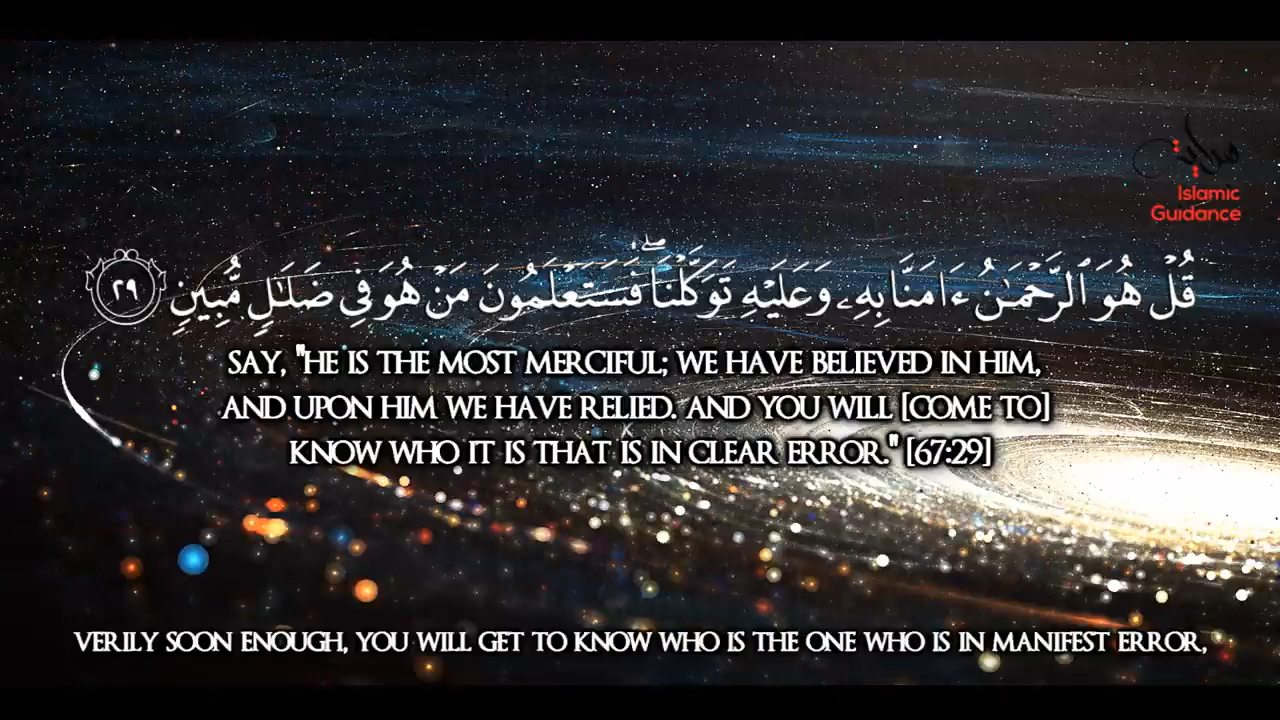 هداية
Islamic
Guidance
قُلْ هُوَ ٱلرَّحْمَـٰنُ ءَامَنَّا بِهِۦ وَعَلَيْهِ تَوَكَّلْنَا ۖ فَسَتَعْلَمُونَ مَنْ هُوَ فِى ضَلَـٰلٍ مُّبِينٍ ٢٩
SAY, "HE IS THE MOST MERCIFUL; WE HAVE BELIEVED IN HIM,
AND UPON HIM WE HAVE RELIED. AND YOU WILL [COME TO]
KNOW WHO IT IS THAT IS IN CLEAR ERROR." [67:29]
VERILY SOON ENOUGH, YOU WILL GET TO KNOW WHO IS THE ONE WHO IS IN MANIFEST ERROR,